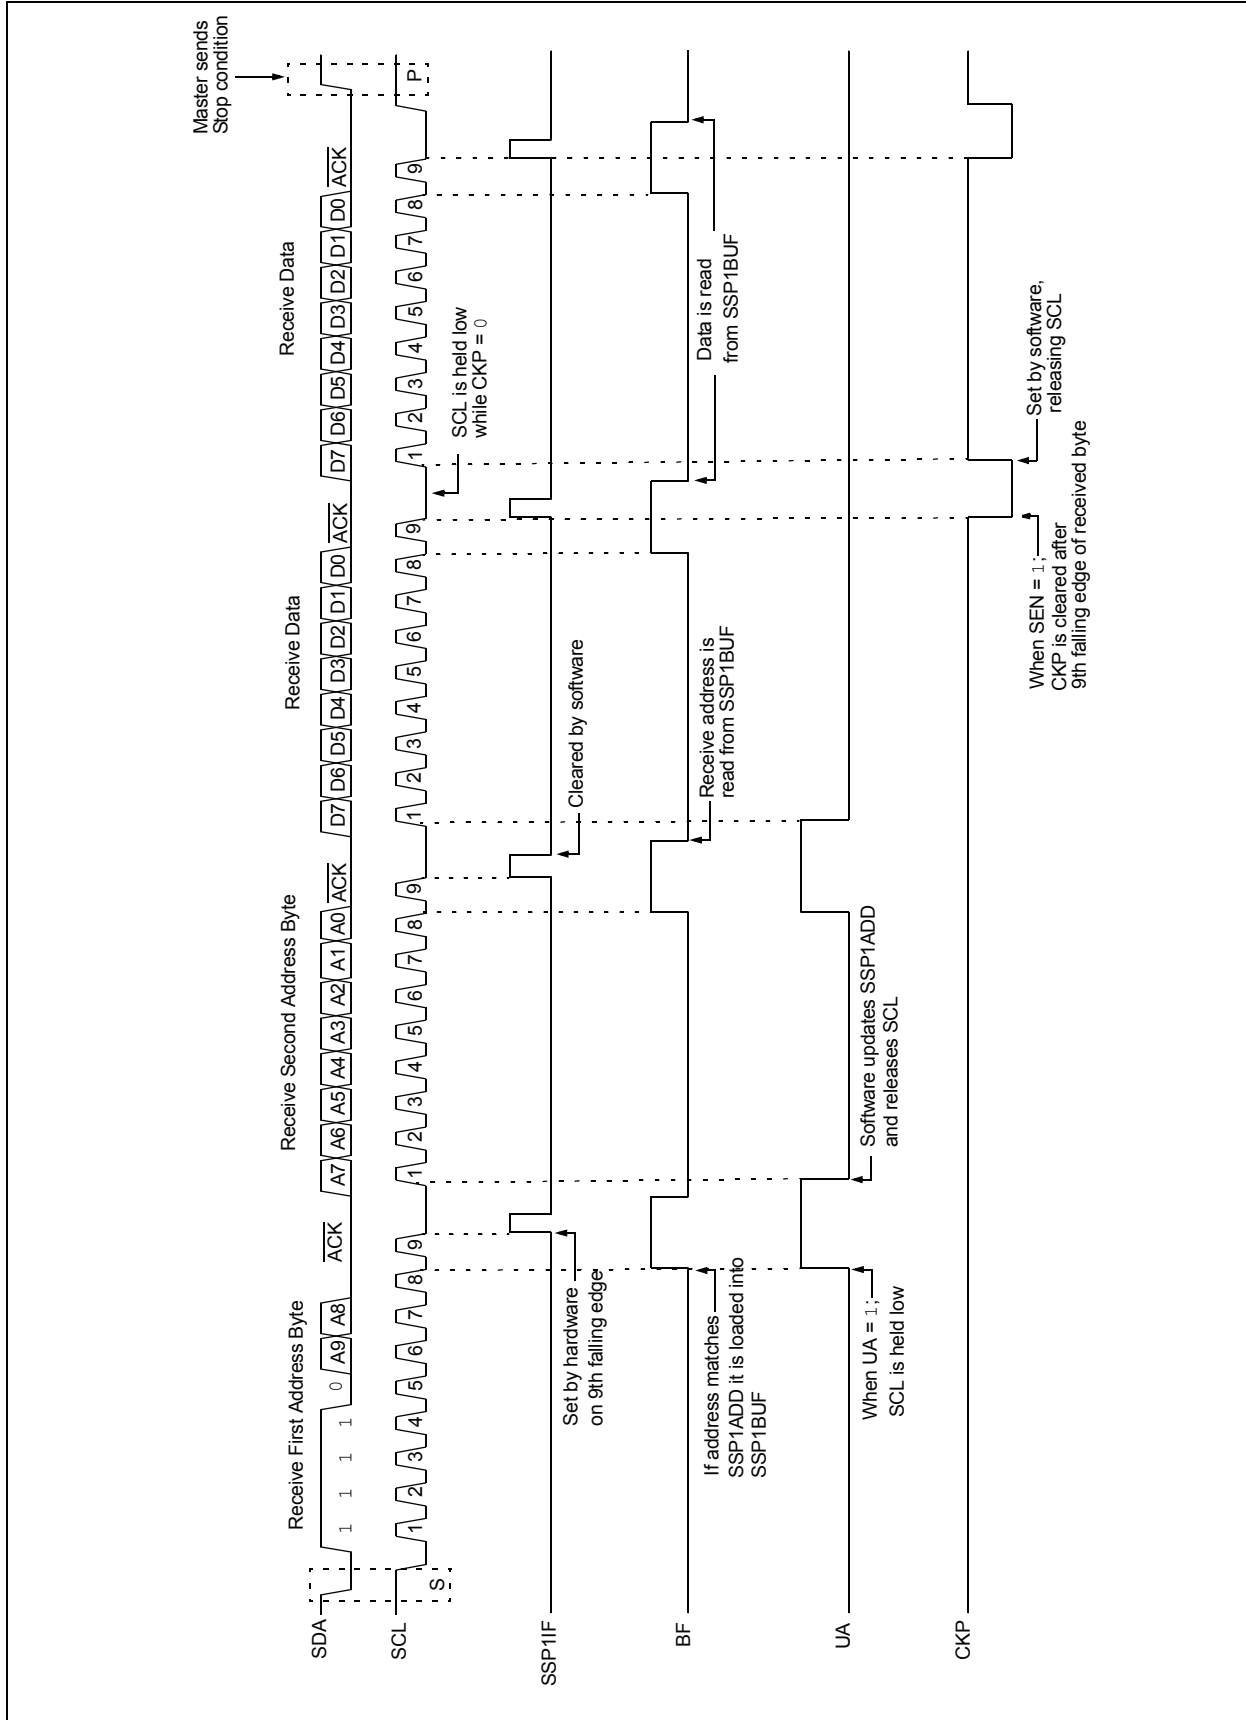 Master sends
Stop condition
Receive First Address Byte
Receive Second Address Byte
Receive Data
Receive Data
SDA
1 1 1 1 0 A9 A8 ACK A7 A6 A5 A4 A3 A2 A1 A0 ACK D7 D6 D5 D4 D3 D2 D1 D0 ACK D7 D6 D5 D4 D3 D2 D1 D0 ACK
SCL
S 1 2 3 4 5 6 7 8 9 1 2 3 4 5 6 7 8 9 1 2 3 4 5 6 7 8 9 1 2 3 4 5 6 7 8 9 P
SCL is held low
while CKP = 0
SSP1IF
Set by hardware
on 9th falling edge
Cleared by software
BF
If address matches
SSP1ADD it is loaded into
SSP1BUF
Receive address is
read from SSP1BUF
Data is read
from SSP1BUF
UA
When UA = 1;
SCL is held low
Software updates SSP1ADD
and releases SCL
CKP
When SEN = 1;
CKP is cleared after
9th falling edge of received byte
Set by software,
releasing SCL